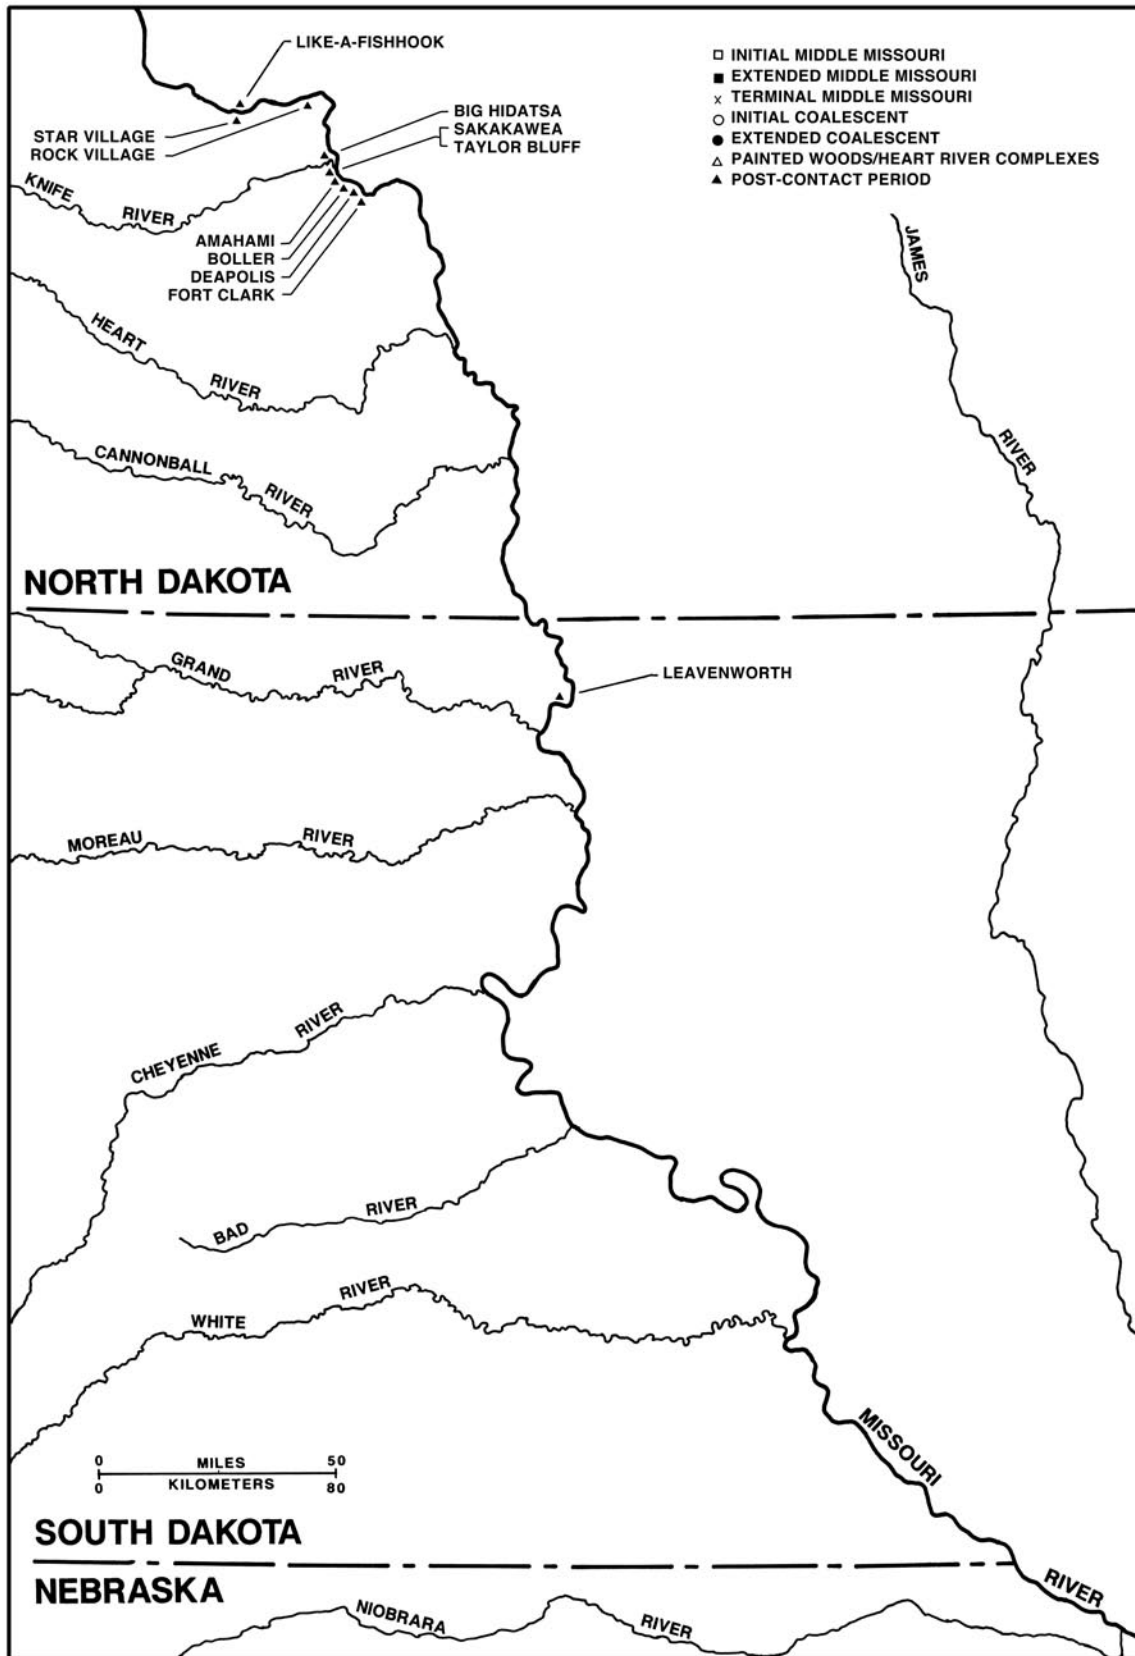 LIKE-A-FISHHOOK
STAR VILLAGE
ROCK VILLAGE
BIG HIDATSA
SAKAKAWEA
TAYLOR BLUFF
□ INITIAL MIDDLE MISSOURI
■ EXTENDED MIDDLE MISSOURI
x TERMINAL MIDDLE MISSOURI
○ INITIAL COALESCENT
● EXTENDED COALESCENT
△ PAINTED WOODS/HEART RIVER COMPLEXES
▲ POST-CONTACT PERIOD
KNIFE RIVER
AMAHAMI
BOLLER
DEAPOLIS
FORT CLARK
JAMES RIVER
HEART RIVER
CANNONBALL RIVER
NORTH DAKOTA
GRAND RIVER
LEAVENWORTH
MOREAU RIVER
CHEYENNE RIVER
BAD RIVER
WHITE RIVER
MISSOURI RIVER
0 MILES 50
0 KILOMETERS 80
SOUTH DAKOTA
NEBRASKA
NIOBRARA RIVER